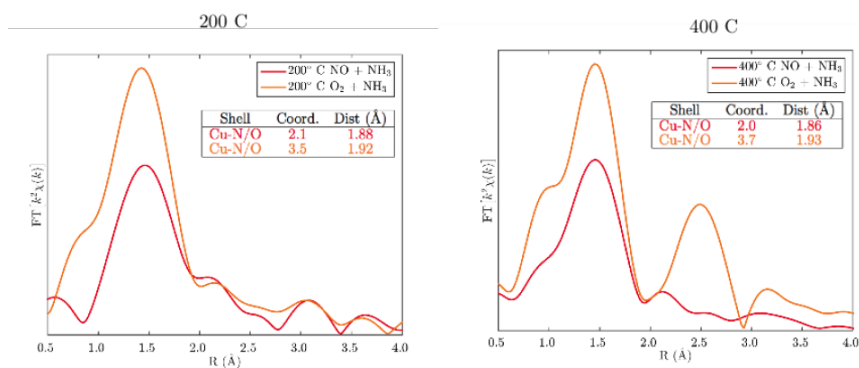 200 C
FT [k²χ(k)]
200° C NO + NH₃
200° C O₂ + NH₃
Shell Coord. Dist (Å)
Cu-N/O 2.1 1.88
Cu-N/O 3.5 1.92
0.5 1.0 1.5 2.0 2.5 3.0 3.5 4.0
R (Å)
400 C
FT [k²χ(k)]
400° C NO + NH₃
400° C O₂ + NH₃
Shell Coord. Dist (Å)
Cu-N/O 2.0 1.86
Cu-N/O 3.7 1.93
0.5 1.0 1.5 2.0 2.5 3.0 3.5 4.0
R (Å)